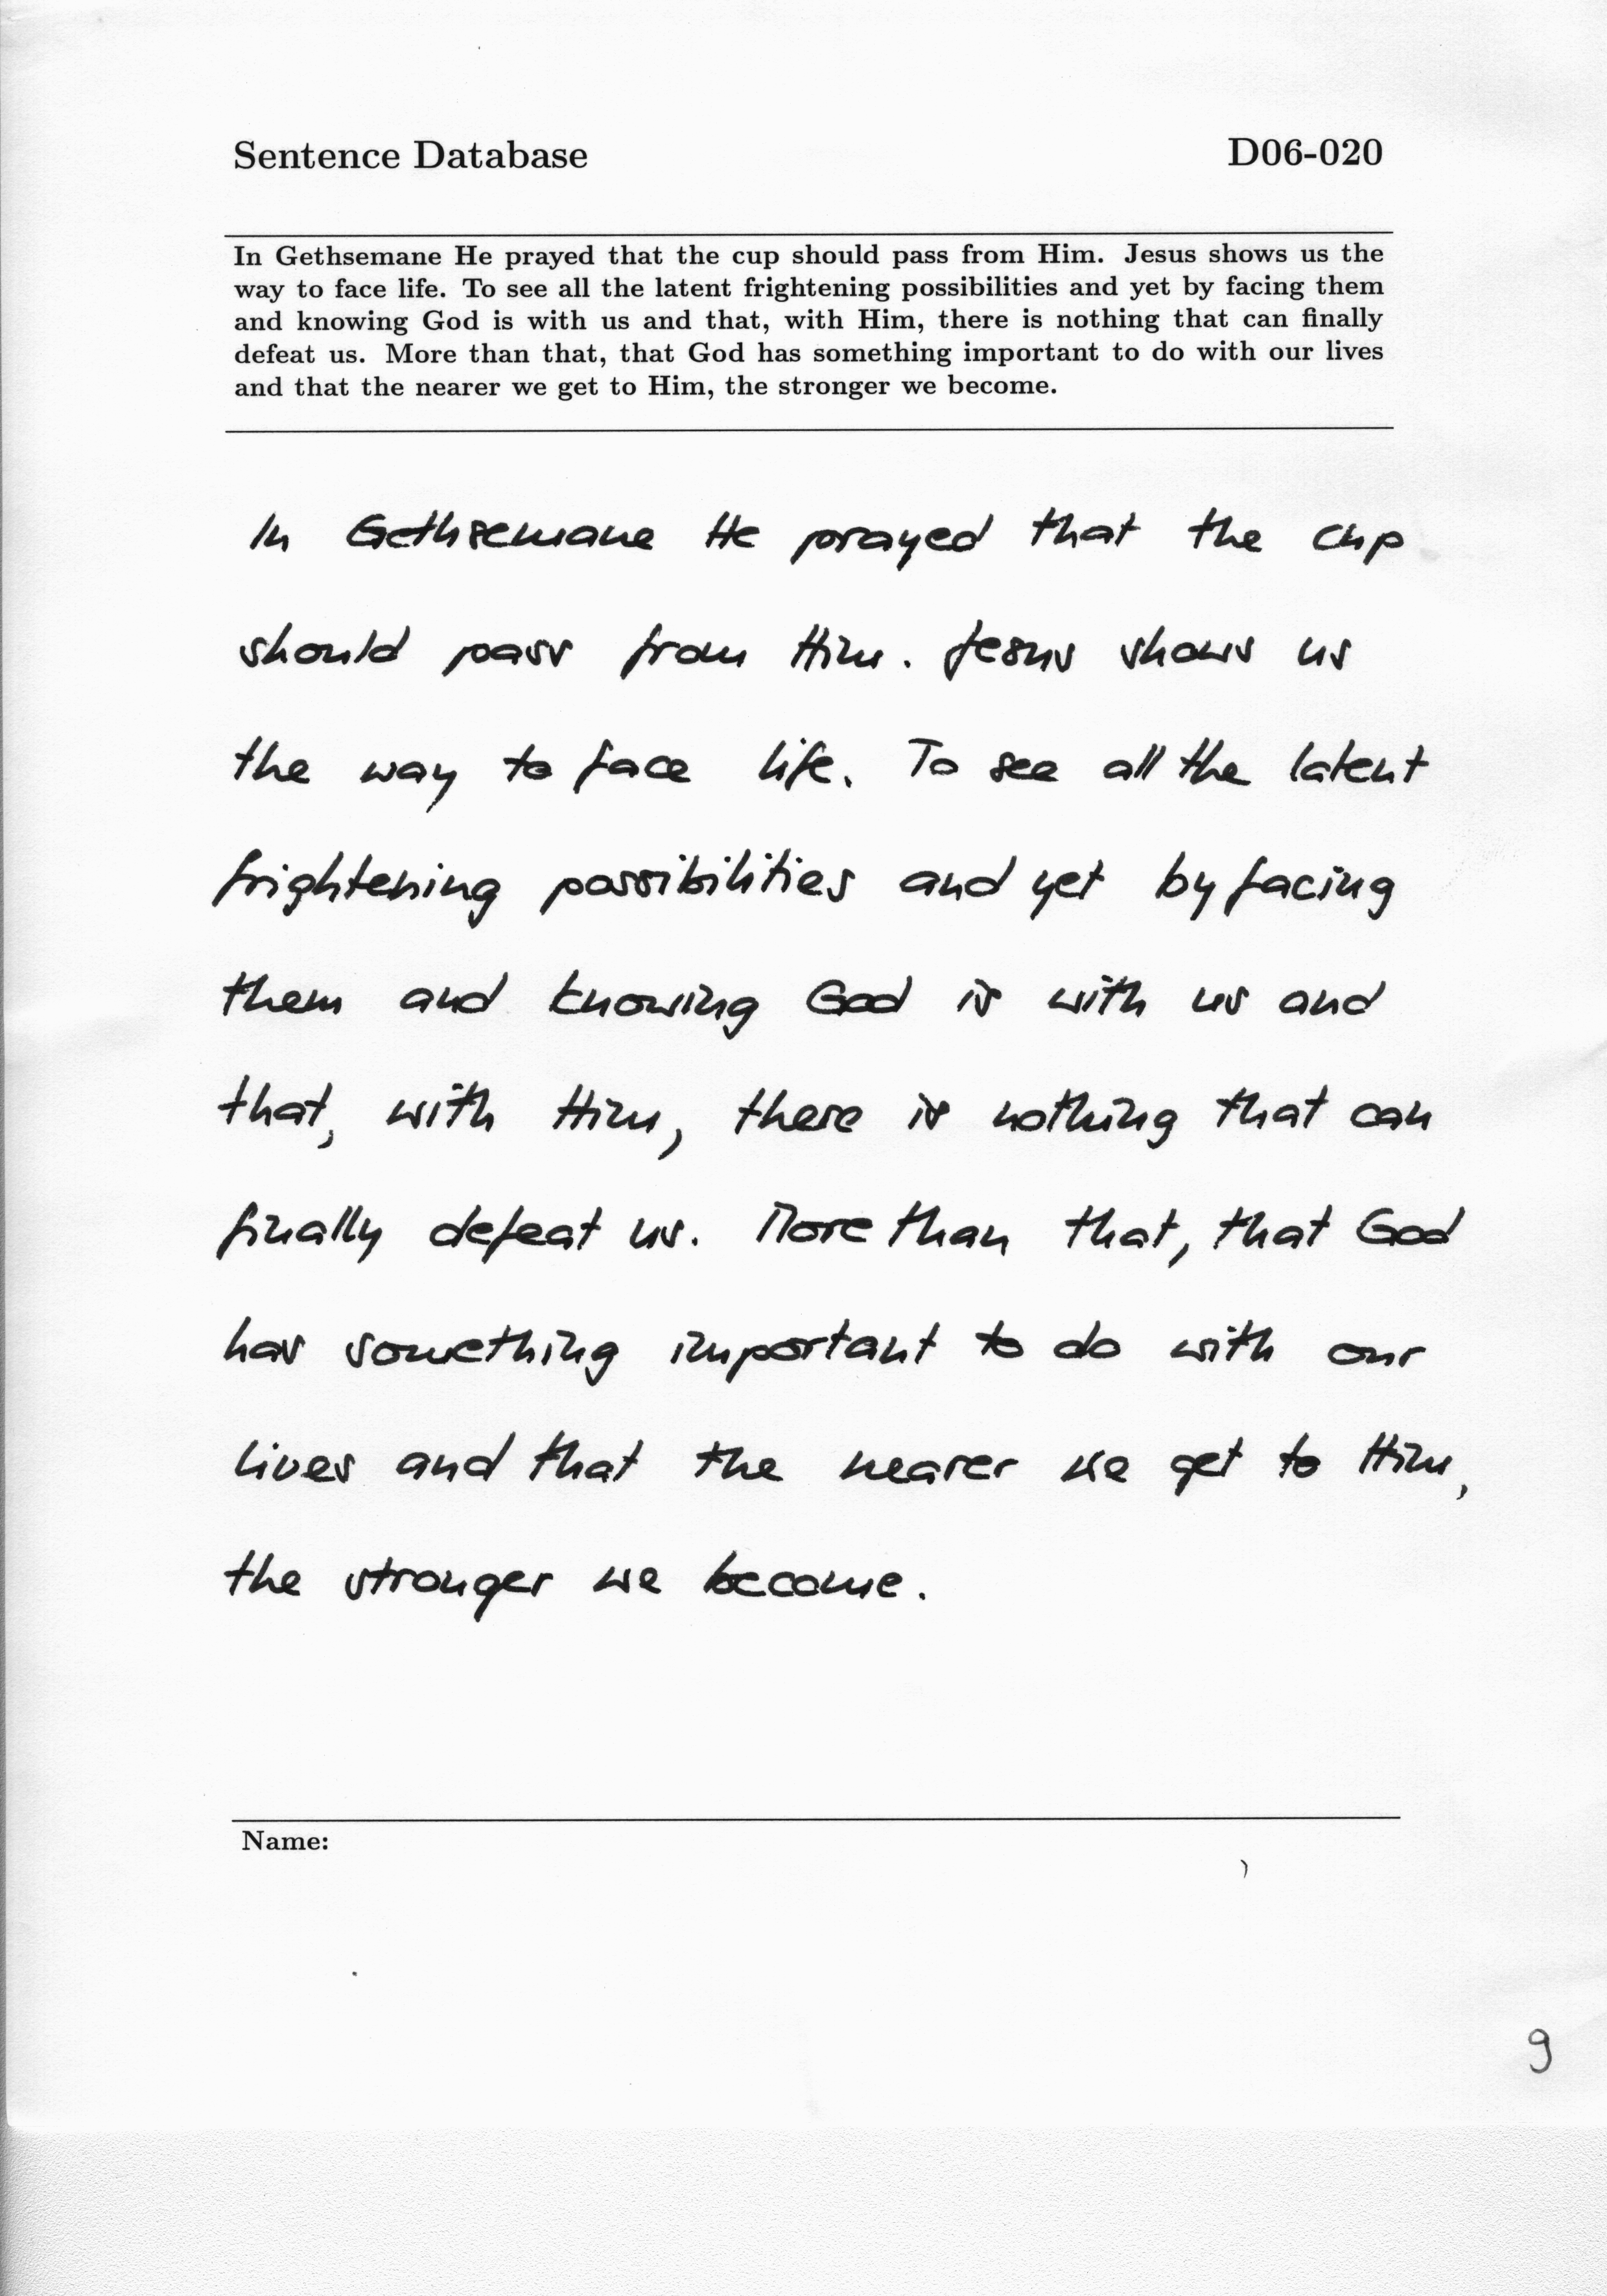 Sentence Database D06-020
In Gethsemane He prayed that the cup should pass from Him. Jesus shows us the
way to face life. To see all the latent frightening possibilities and yet by facing them
and knowing God is with us and that, with Him, there is nothing that can finally
defeat us. More than that, that God has something important to do with our lives
and that the nearer we get to Him, the stronger we become.
In Gethsemane He prayed that the cup
should pass from Him. Jesus shows us
the way to face life. To see all the latent
frightening possibilities and yet by facing
them and knowing God is with us and
that, with Him, there is nothing that can
finally defeat us. More than that, that God
has something important to do with our
lives and that the nearer we get to Him,
the stronger we become.
Name:
9